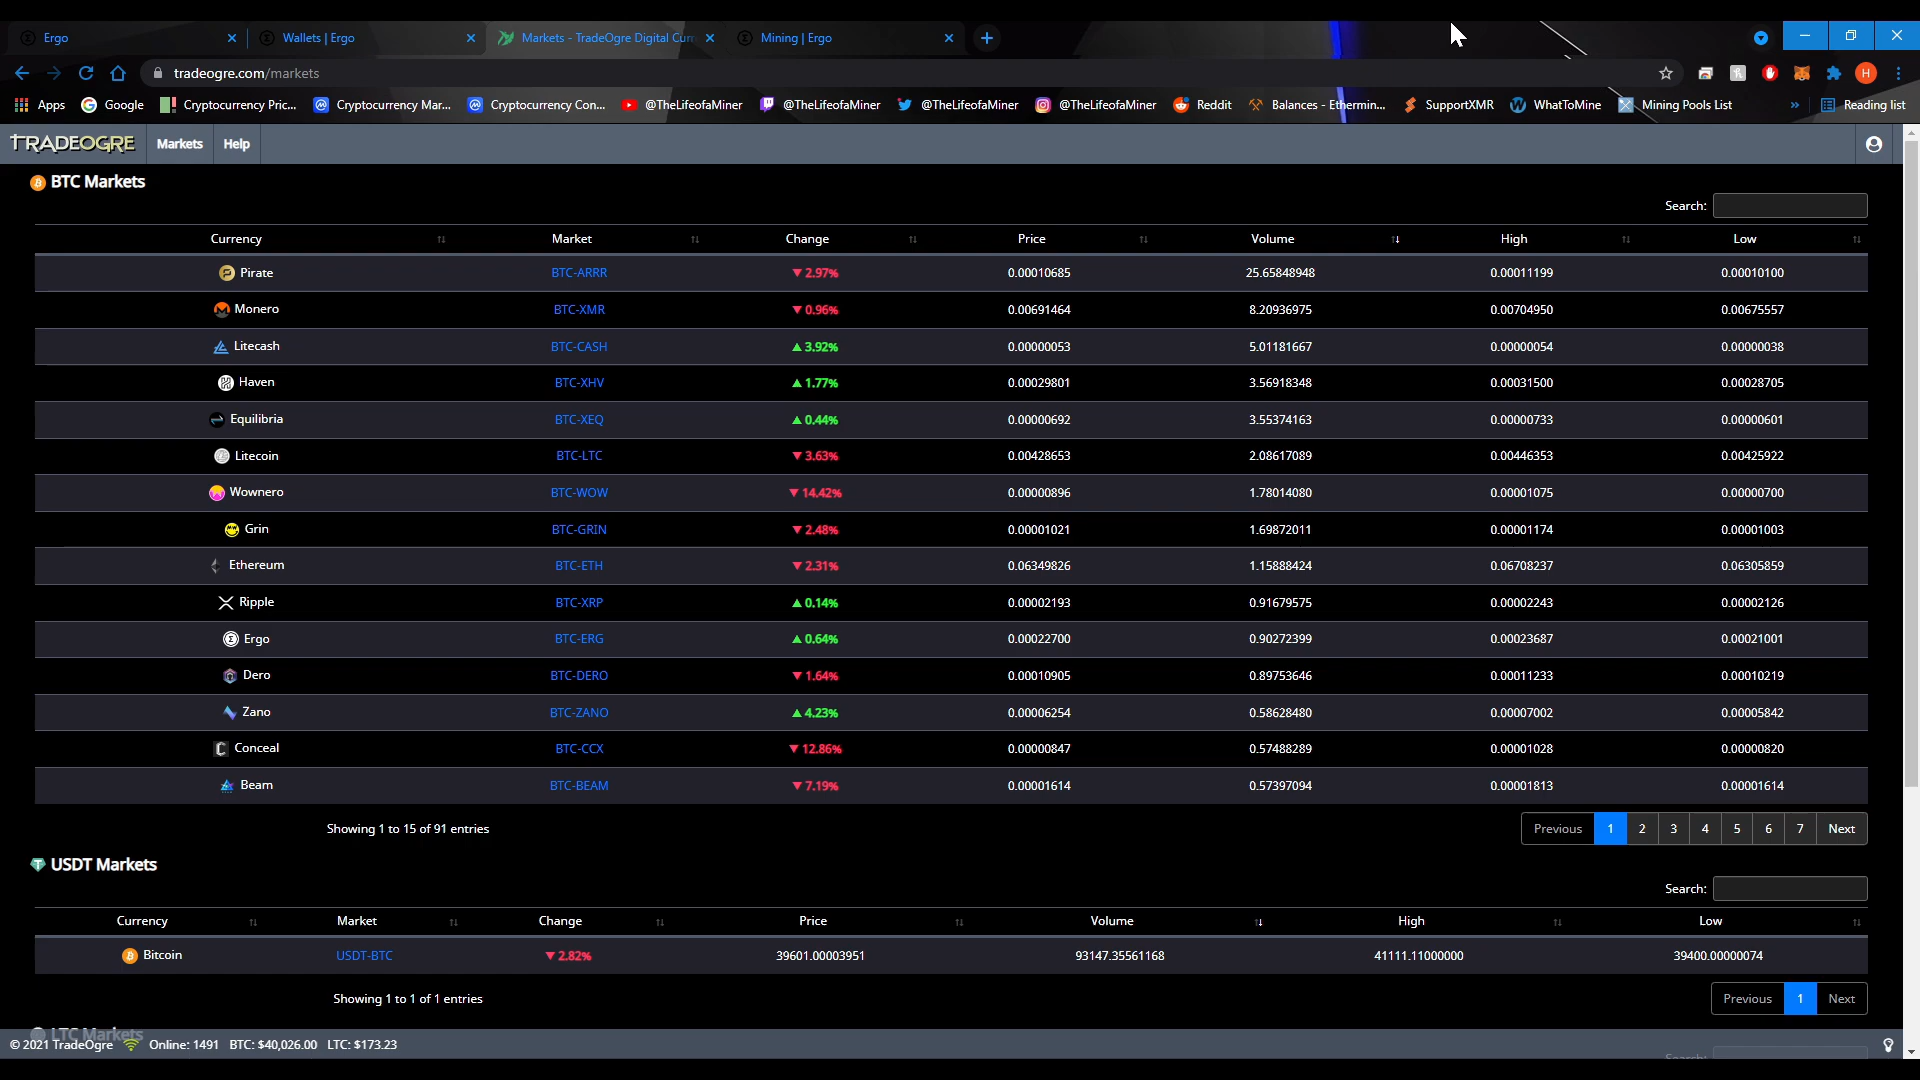 Ergo Wallets | Ergo Markets - TradeOgre Digital Curr Mining | Ergo
tradeogre.com/markets H
Apps Google Cryptocurrency Pric... Cryptocurrency Mar... Cryptocurrency Con... @TheLifeofaMiner @TheLifeofaMiner @TheLifeofaMiner @TheLifeofaMiner Reddit Balances - Ethermin... SupportXMR WhatToMine Mining Pools List » Reading list
TRADEOGRE Markets Help
BTC Markets
Search:
Currency Market Change Price Volume High Low
Pirate BTC-ARRR ▼ 2.97% 0.00010685 25.65848948 0.00011199 0.00010100
Monero BTC-XMR ▼ 0.96% 0.00691464 8.20936975 0.00704950 0.00675557
Litecash BTC-CASH ▲ 3.92% 0.00000053 5.01181667 0.00000054 0.00000038
Haven BTC-XHV ▲ 1.77% 0.00029801 3.56918348 0.00031500 0.00028705
Equilibria BTC-XEQ ▲ 0.44% 0.00000692 3.55374163 0.00000733 0.00000601
Litecoin BTC-LTC ▼ 3.63% 0.00428653 2.08617089 0.00446353 0.00425922
Wownero BTC-WOW ▼ 14.42% 0.00000896 1.78014080 0.00001075 0.00000700
Grin BTC-GRIN ▼ 2.48% 0.00001021 1.69872011 0.00001174 0.00001003
Ethereum BTC-ETH ▼ 2.31% 0.06349826 1.15888424 0.06708237 0.06305859
Ripple BTC-XRP ▲ 0.14% 0.00002193 0.91679575 0.00002243 0.00002126
Ergo BTC-ERG ▲ 0.64% 0.00022700 0.90272399 0.00023687 0.00021001
Dero BTC-DERO ▼ 1.64% 0.00010905 0.89753646 0.00011233 0.00010219
Zano BTC-ZANO ▲ 4.23% 0.00006254 0.58628480 0.00007002 0.00005842
Conceal BTC-CCX ▼ 12.86% 0.00000847 0.57488289 0.00001028 0.00000820
Beam BTC-BEAM ▼ 7.19% 0.00001614 0.57397094 0.00001813 0.00001614
Showing 1 to 15 of 91 entries Previous 1 2 3 4 5 6 7 Next
USDT Markets
Search:
Currency Market Change Price Volume High Low
Bitcoin USDT-BTC ▼ 2.82% 39601.00003951 93147.35561168 41111.11000000 39400.00000074
Showing 1 to 1 of 1 entries Previous 1 Next
LTC Markets
© 2021 TradeOgre Online: 1491 BTC: $40,026.00 LTC: $173.23
Search: